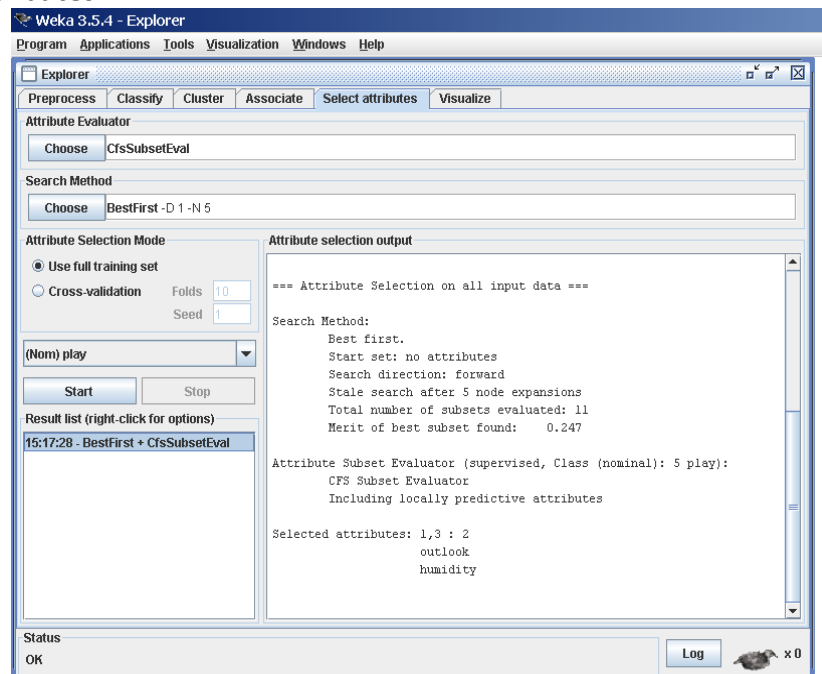 Weka 3.5.4 - Explorer
Program Applications Tools Visualization Windows Help
Explorer
Preprocess Classify Cluster Associate Select attributes Visualize
Attribute Evaluator
Choose CfsSubsetEval
Search Method
Choose BestFirst -D 1 -N 5
Attribute Selection Mode
Use full training set
Cross-validation Folds 10
Seed 1
(Nom) play
Start Stop
Result list (right-click for options)
15:17:28 - BestFirst + CfsSubsetEval
Attribute selection output
=== Attribute Selection on all input data ===
Search Method:
Best first.
Start set: no attributes
Search direction: forward
Stale search after 5 node expansions
Total number of subsets evaluated: 11
Merit of best subset found: 0.247
Attribute Subset Evaluator (supervised, Class (nominal): 5 play):
CFS Subset Evaluator
Including locally predictive attributes
Selected attributes: 1,3 : 2
outlook
humidity
Status
OK
Log x 0